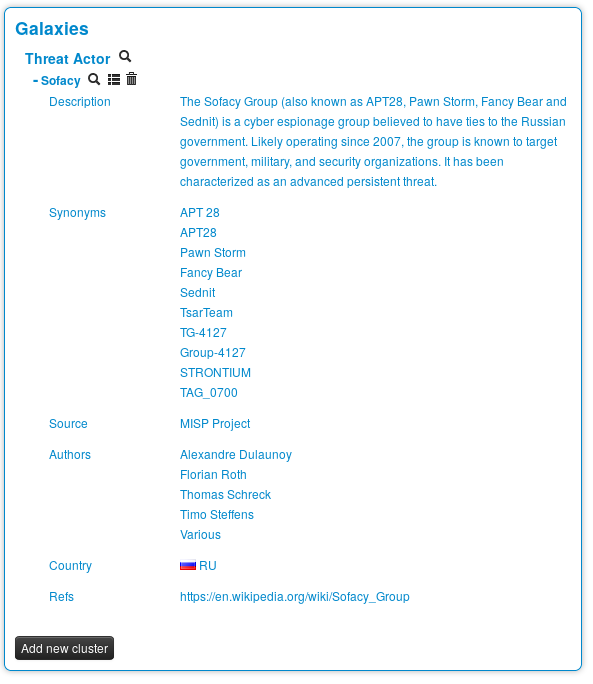 Galaxies
Threat Actor
- Sofacy
Description
The Sofacy Group (also known as APT28, Pawn Storm, Fancy Bear and
Sednit) is a cyber espionage group believed to have ties to the Russian
government. Likely operating since 2007, the group is known to target
government, military, and security organizations. It has been
characterized as an advanced persistent threat.
Synonyms
APT 28
APT28
Pawn Storm
Fancy Bear
Sednit
TsarTeam
TG-4127
Group-4127
STRONTIUM
TAG_0700
Source
MISP Project
Authors
Alexandre Dulaunoy
Florian Roth
Thomas Schreck
Timo Steffens
Various
Country
RU
Refs
https://en.wikipedia.org/wiki/Sofacy_Group
Add new cluster